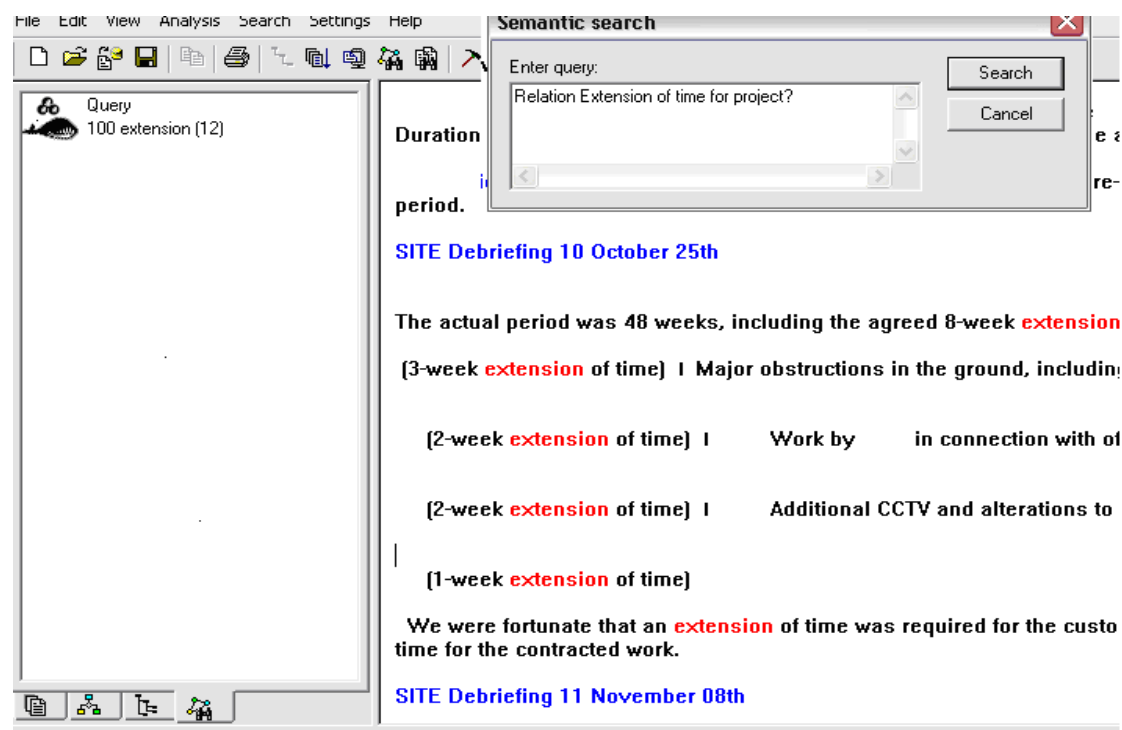 File Edit View Analysis Search Settings Help
Semantic search
Enter query:
Relation Extension of time for project?
Search
Cancel
Query
100 extension (12)
Duration
period.
SITE Debriefing 10 October 25th
The actual period was 48 weeks, including the agreed 8-week extension
(3-week extension of time) I Major obstructions in the ground, including
(2-week extension of time) I Work by in connection with of
(2-week extension of time) I Additional CCTV and alterations to
(1-week extension of time)
We were fortunate that an extension of time was required for the custo
time for the contracted work.
SITE Debriefing 11 November 08th